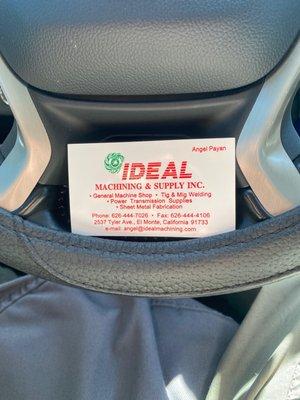 Angel Payan
IDEAL
MACHINING & SUPPLY INC.
• General Machine Shop • Tig & Mig Welding
• Power Transmission Supplies
• Sheet Metal Fabrication
Phone: 626-444-7026 • Fax: 626-444-4106
2537 Tyler Ave., El Monte, California 91733
e-mail: angel@idealmachining.com